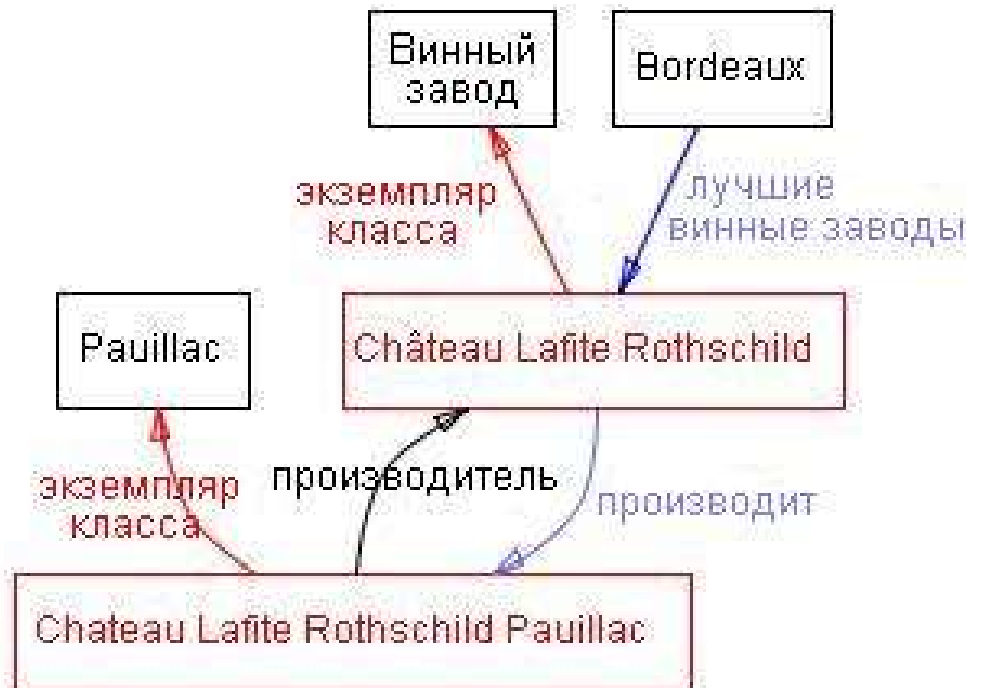 Винный
завод
Bordeaux
экземпляр
класса
лучшие
винные заводы
Pauillac
Château Lafite Rothschild
экземпляр
класса
производитель
производит
Chateau Lafite Rothschild Pauillac